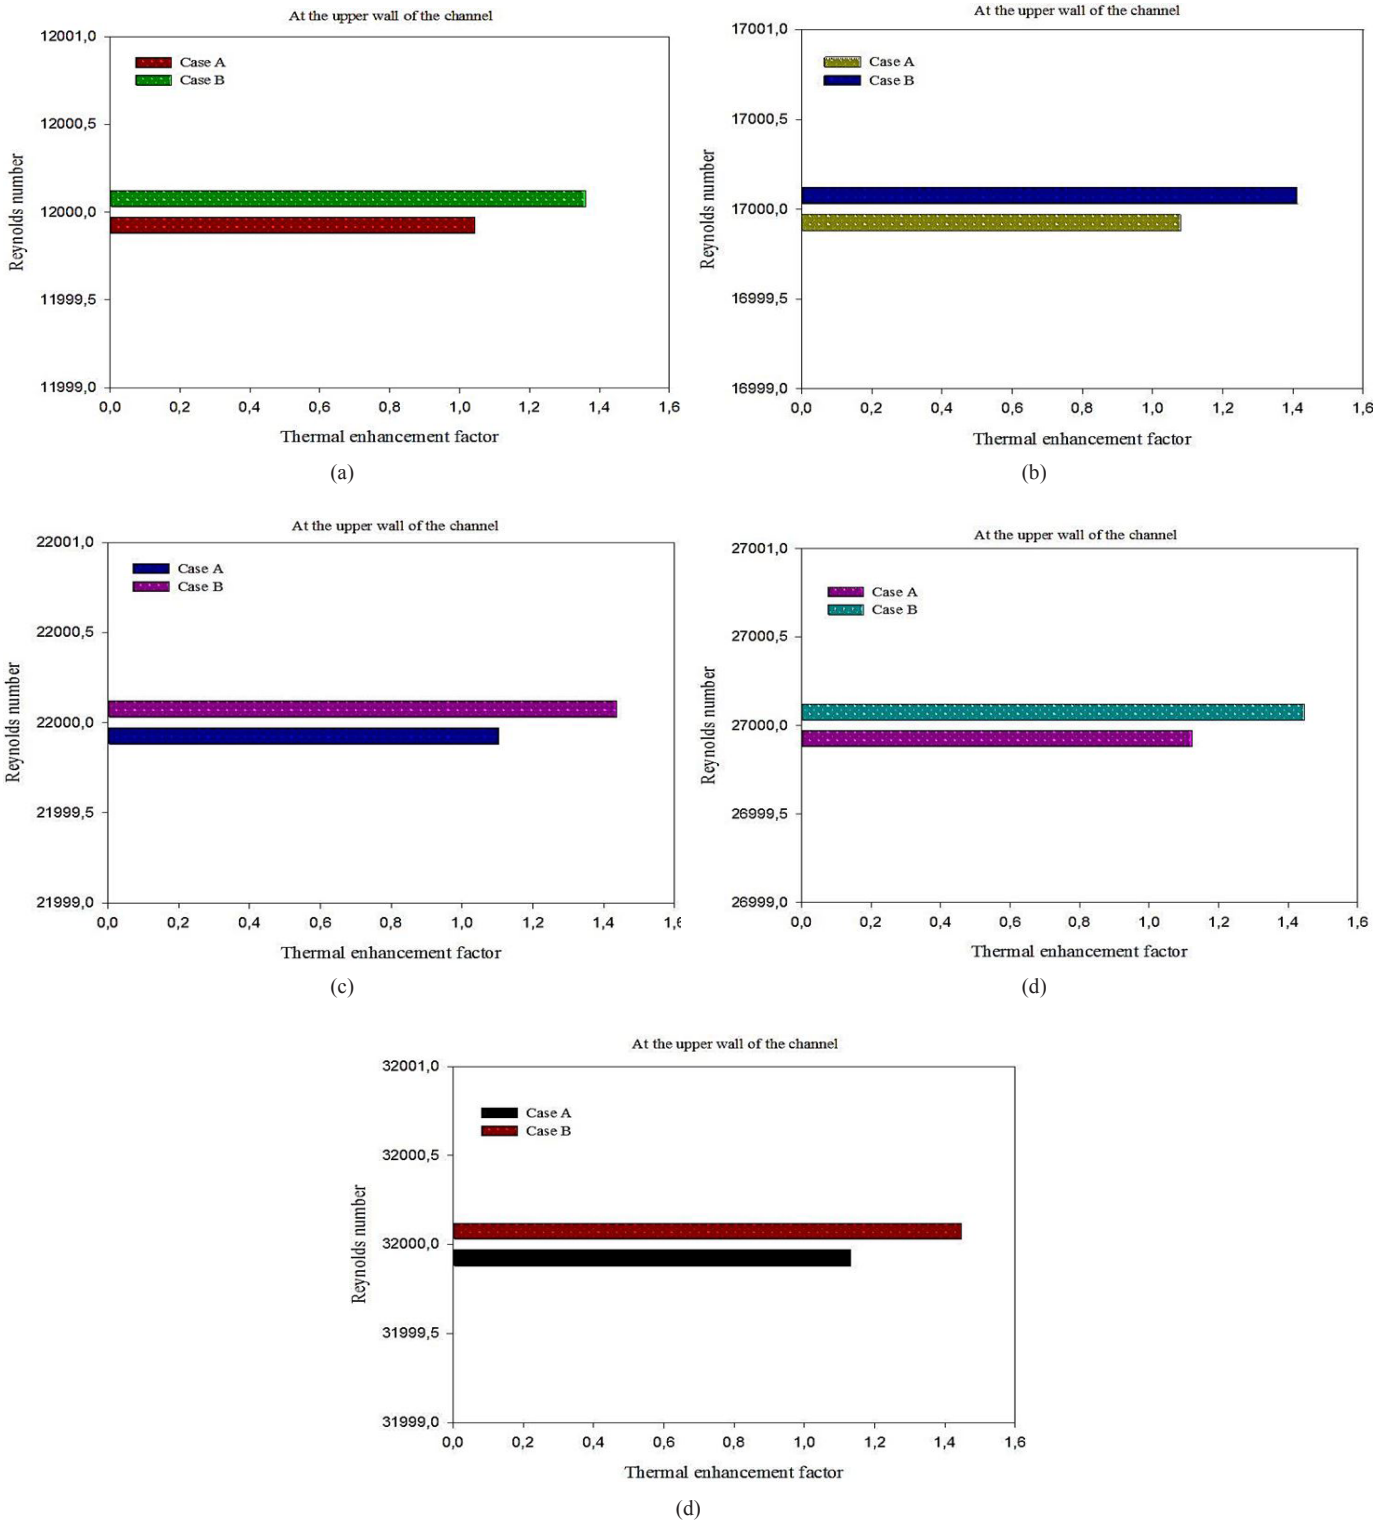 At the upper wall of the channel
12001,0
Case A
Case B
12000,5
Reynolds number
12000,0
11999,5
11999,0
0,0 0,2 0,4 0,6 0,8 1,0 1,2 1,4 1,6
Thermal enhancement factor
(a)
At the upper wall of the channel
17001,0
Case A
Case B
17000,5
Reynolds number
17000,0
16999,5
16999,0
0,0 0,2 0,4 0,6 0,8 1,0 1,2 1,4 1,6
Thermal enhancement factor
(b)
At the upper wall of the channel
22001,0
Case A
Case B
22000,5
Reynolds number
22000,0
21999,5
21999,0
0,0 0,2 0,4 0,6 0,8 1,0 1,2 1,4 1,6
Thermal enhancement factor
(c)
At the upper wall of the channel
27001,0
Case A
Case B
27000,5
Reynolds number
27000,0
26999,5
26999,0
0,0 0,2 0,4 0,6 0,8 1,0 1,2 1,4 1,6
Thermal enhancement factor
(d)
At the upper wall of the channel
32001,0
Case A
Case B
32000,5
Reynolds number
32000,0
31999,5
31999,0
0,0 0,2 0,4 0,6 0,8 1,0 1,2 1,4 1,6
Thermal enhancement factor
(d)